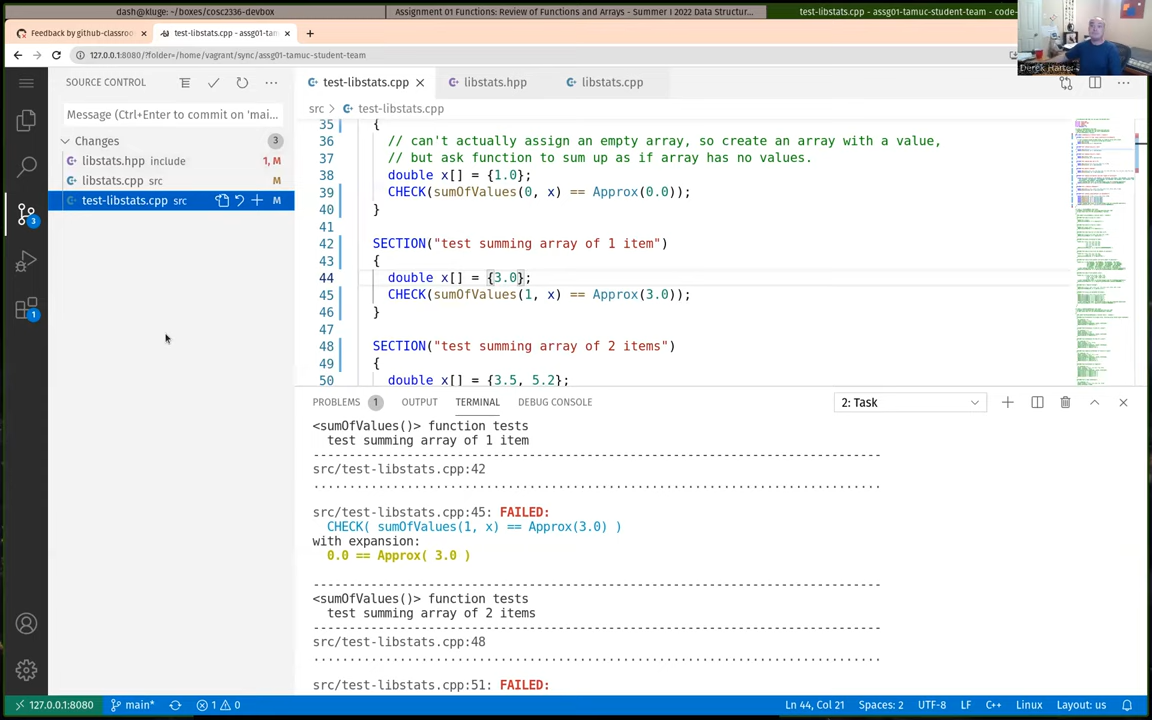 dash@kluge: ~/boxes/cosc2336-devbox
Assignment 01 Functions: Review of Functions and Arrays - Summer I 2022 Data Structur...
test-libstats.cpp - assg01-tamuc-student-team - code-
Feedback by github-classroo
test-libstats.cpp - assg01-tam
127.0.0.1:8080/?folder=/home/vagrant/sync/assg01-tamuc-student-team
Derek Harter
SOURCE CONTROL
test-libstats.cpp
libstats.hpp
libstats.cpp
src > test-libstats.cpp
Message (Ctrl+Enter to commit on 'mai...
Changes 3
libstats.hpp include 1, M
libstats.cpp src M
test-libstats.cpp src M
3
1
35 {
36 // can't actually assign an empty array, so create an array with a value,
37 // but ask function to sum up as if array has no values.
38 double x[] = {1.0};
39 CHECK(sumOfValues(0, x) == Approx(0.0));
40 }
41
42 SECTION("test summing array of 1 item")
43 {
44 double x[] = {3.0};
45 CHECK(sumOfValues(1, x) == Approx(3.0));
46 }
47
48 SECTION("test summing array of 2 items")
49 {
50 double x[] = {3.5, 5.2};
PROBLEMS 1 OUTPUT TERMINAL DEBUG CONSOLE 2: Task
<sumOfValues()> function tests
test summing array of 1 item
-------------------------------------------------------------------------------
src/test-libstats.cpp:42
...............................................................................
src/test-libstats.cpp:45: FAILED:
CHECK( sumOfValues(1, x) == Approx(3.0) )
with expansion:
0.0 == Approx( 3.0 )
-------------------------------------------------------------------------------
<sumOfValues()> function tests
test summing array of 2 items
-------------------------------------------------------------------------------
src/test-libstats.cpp:48
...............................................................................
src/test-libstats.cpp:51: FAILED:
127.0.0.1:8080 main* 1 0 Ln 44, Col 21 Spaces: 2 UTF-8 LF C++ Linux Layout: us